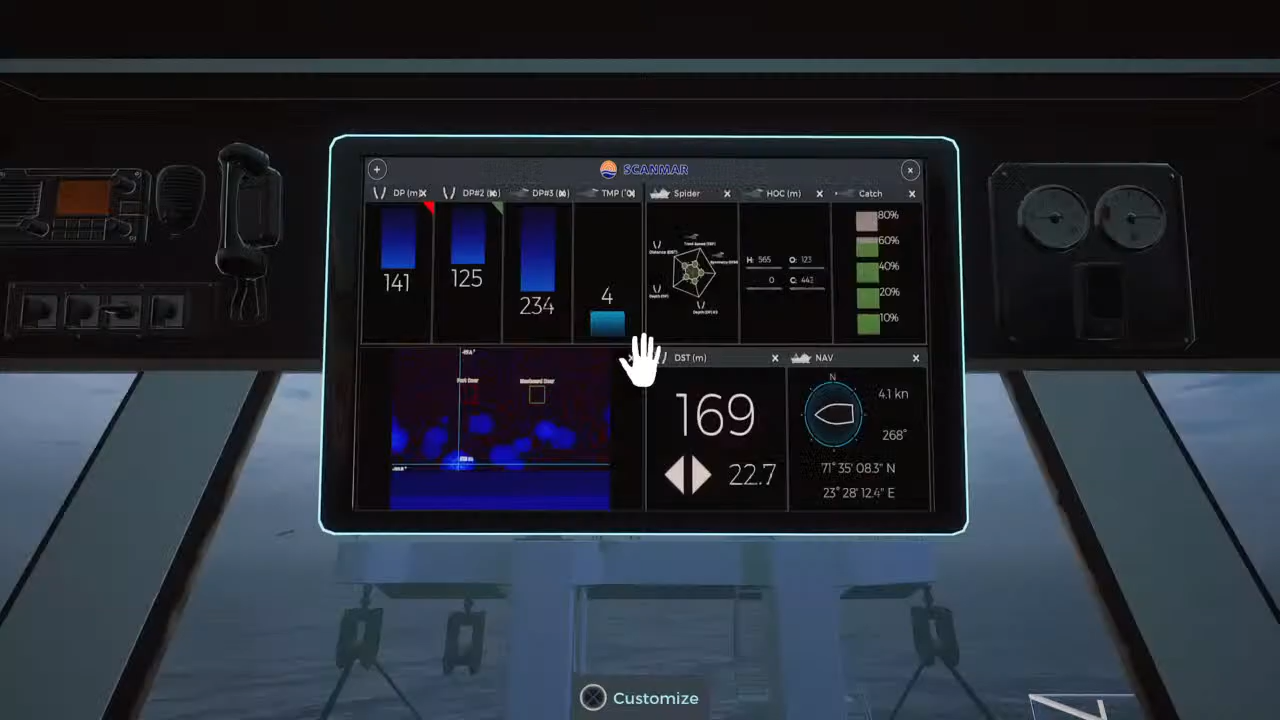 SCANMAR
DP (m)
DP#2 (m)
DP#3 (m)
TMP (°C)
Spider
HOC (m)
Catch
141
125
234
4
H: 565
O: 123
0
C: 443
80%
60%
40%
20%
10%
DST (m)
NAV
169
22.7
N
4.1 kn
268°
71° 35' 08.3" N
23° 28' 12.4" E
Customize